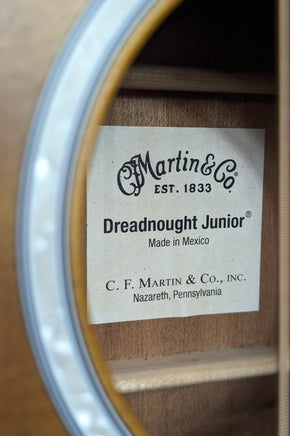 C.F. Martin & Co.
EST. 1833
Dreadnought Junior®
Made in Mexico
C. F. MARTIN & CO., INC.
Nazareth, Pennsylvania